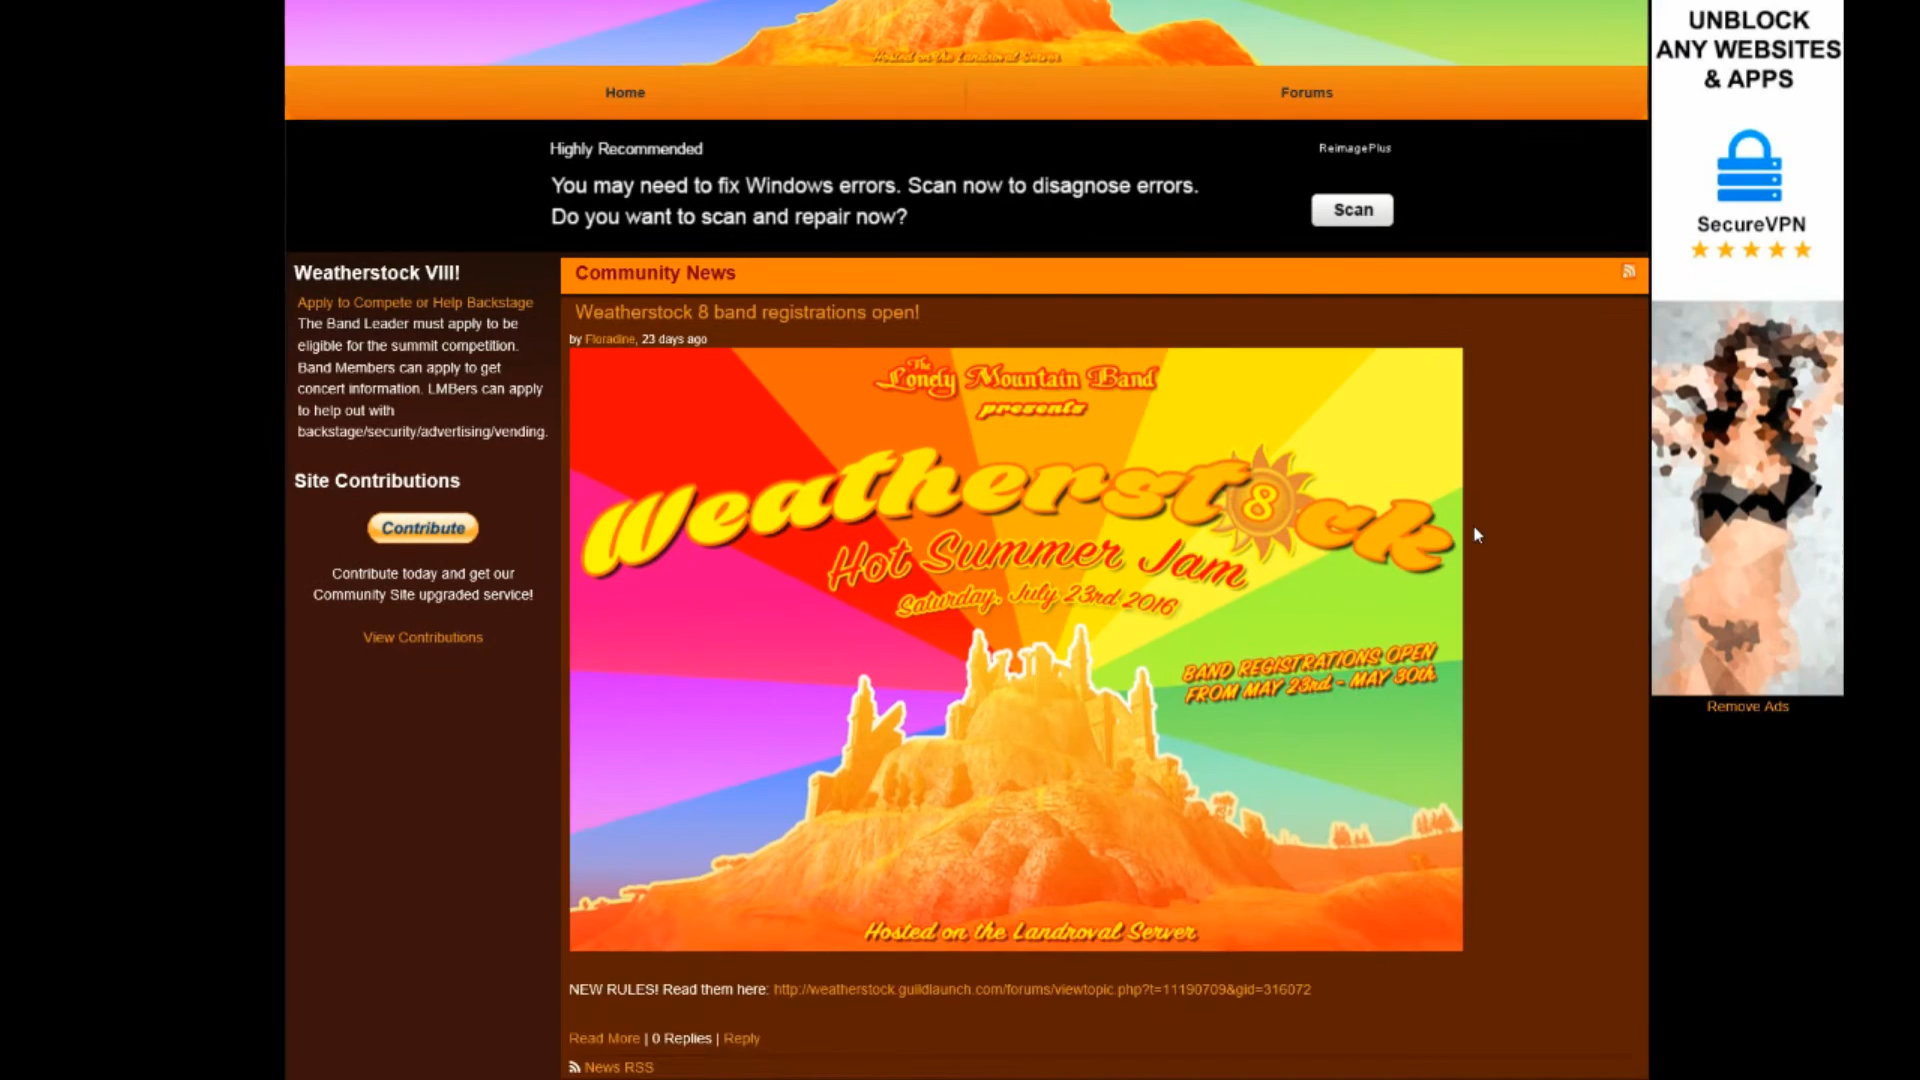 Hosted on the Landroval Server
Home
Forums
Highly Recommended
ReimagePlus
You may need to fix Windows errors. Scan now to disagnose errors.
Do you want to scan and repair now?
Scan
UNBLOCK
ANY WEBSITES
& APPS
SecureVPN
Remove Ads
Weatherstock VIII!
Apply to Compete or Help Backstage
The Band Leader must apply to be
eligible for the summit competition.
Band Members can apply to get
concert information. LMBers can apply
to help out with
backstage/security/advertising/vending.
Site Contributions
Contribute
Contribute today and get our
Community Site upgraded service!
View Contributions
Community News
Weatherstock 8 band registrations open!
by Floradine, 23 days ago
The
Lonely Mountain Band
presents
Weatherst8ck
Hot Summer Jam
Saturday, July 23rd 2016
BAND REGISTRATIONS OPEN
FROM MAY 23rd - MAY 30th
Hosted on the Landroval Server
NEW RULES! Read them here: http://weatherstock.guildlaunch.com/forums/viewtopic.php?t=11190709&gid=316072
Read More | 0 Replies | Reply
News RSS